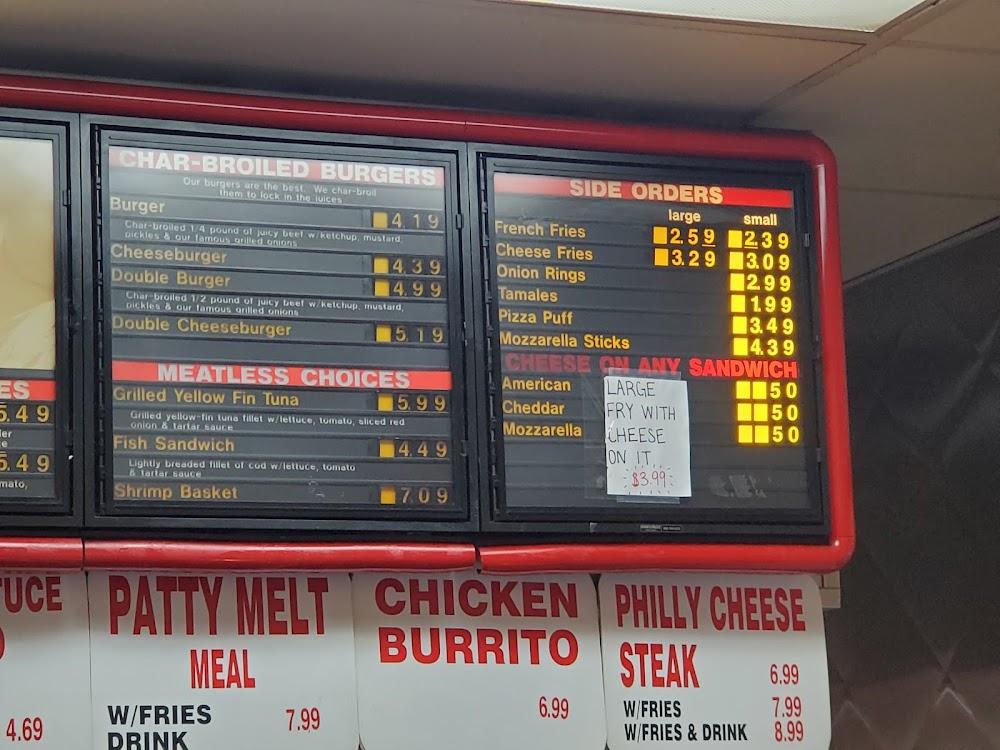 ES
5.49
ler
e
5.49
mato,
CHAR-BROILED BURGERS
Our burgers are the best. We char-broil
them to lock in the juices
Burger 4.19
Char-broiled 1/4 pound of juicy beef w/ketchup, mustard,
pickles & our famous grilled onions
Cheeseburger 4.39
Double Burger 4.99
Char-broiled 1/2 pound of juicy beef w/ketchup, mustard,
pickles & our famous grilled onions
Double Cheeseburger 5.19
MEATLESS CHOICES
Grilled Yellow Fin Tuna 5.99
Grilled yellow-fin tuna fillet w/lettuce, tomato, sliced red
onion & tartar sauce
Fish Sandwich 4.49
Lightly breaded fillet of cod w/lettuce, tomato
& tartar sauce
Shrimp Basket 7.09
SIDE ORDERS
large small
French Fries 2.59 2.39
Cheese Fries 3.29 3.09
Onion Rings 2.99
Tamales 1.99
Pizza Puff 3.49
Mozzarella Sticks 4.39
CHEESE ON ANY SANDWICH
American 50
Cheddar 50
Mozzarella 50
LARGE
FRY WITH
CHEESE
ON IT
$3.99
TUCE
4.69
PATTY MELT
MEAL
W/FRIES 7.99
DRINK
CHICKEN
BURRITO
6.99
PHILLY CHEESE
STEAK 6.99
W/FRIES 7.99
W/FRIES & DRINK 8.99